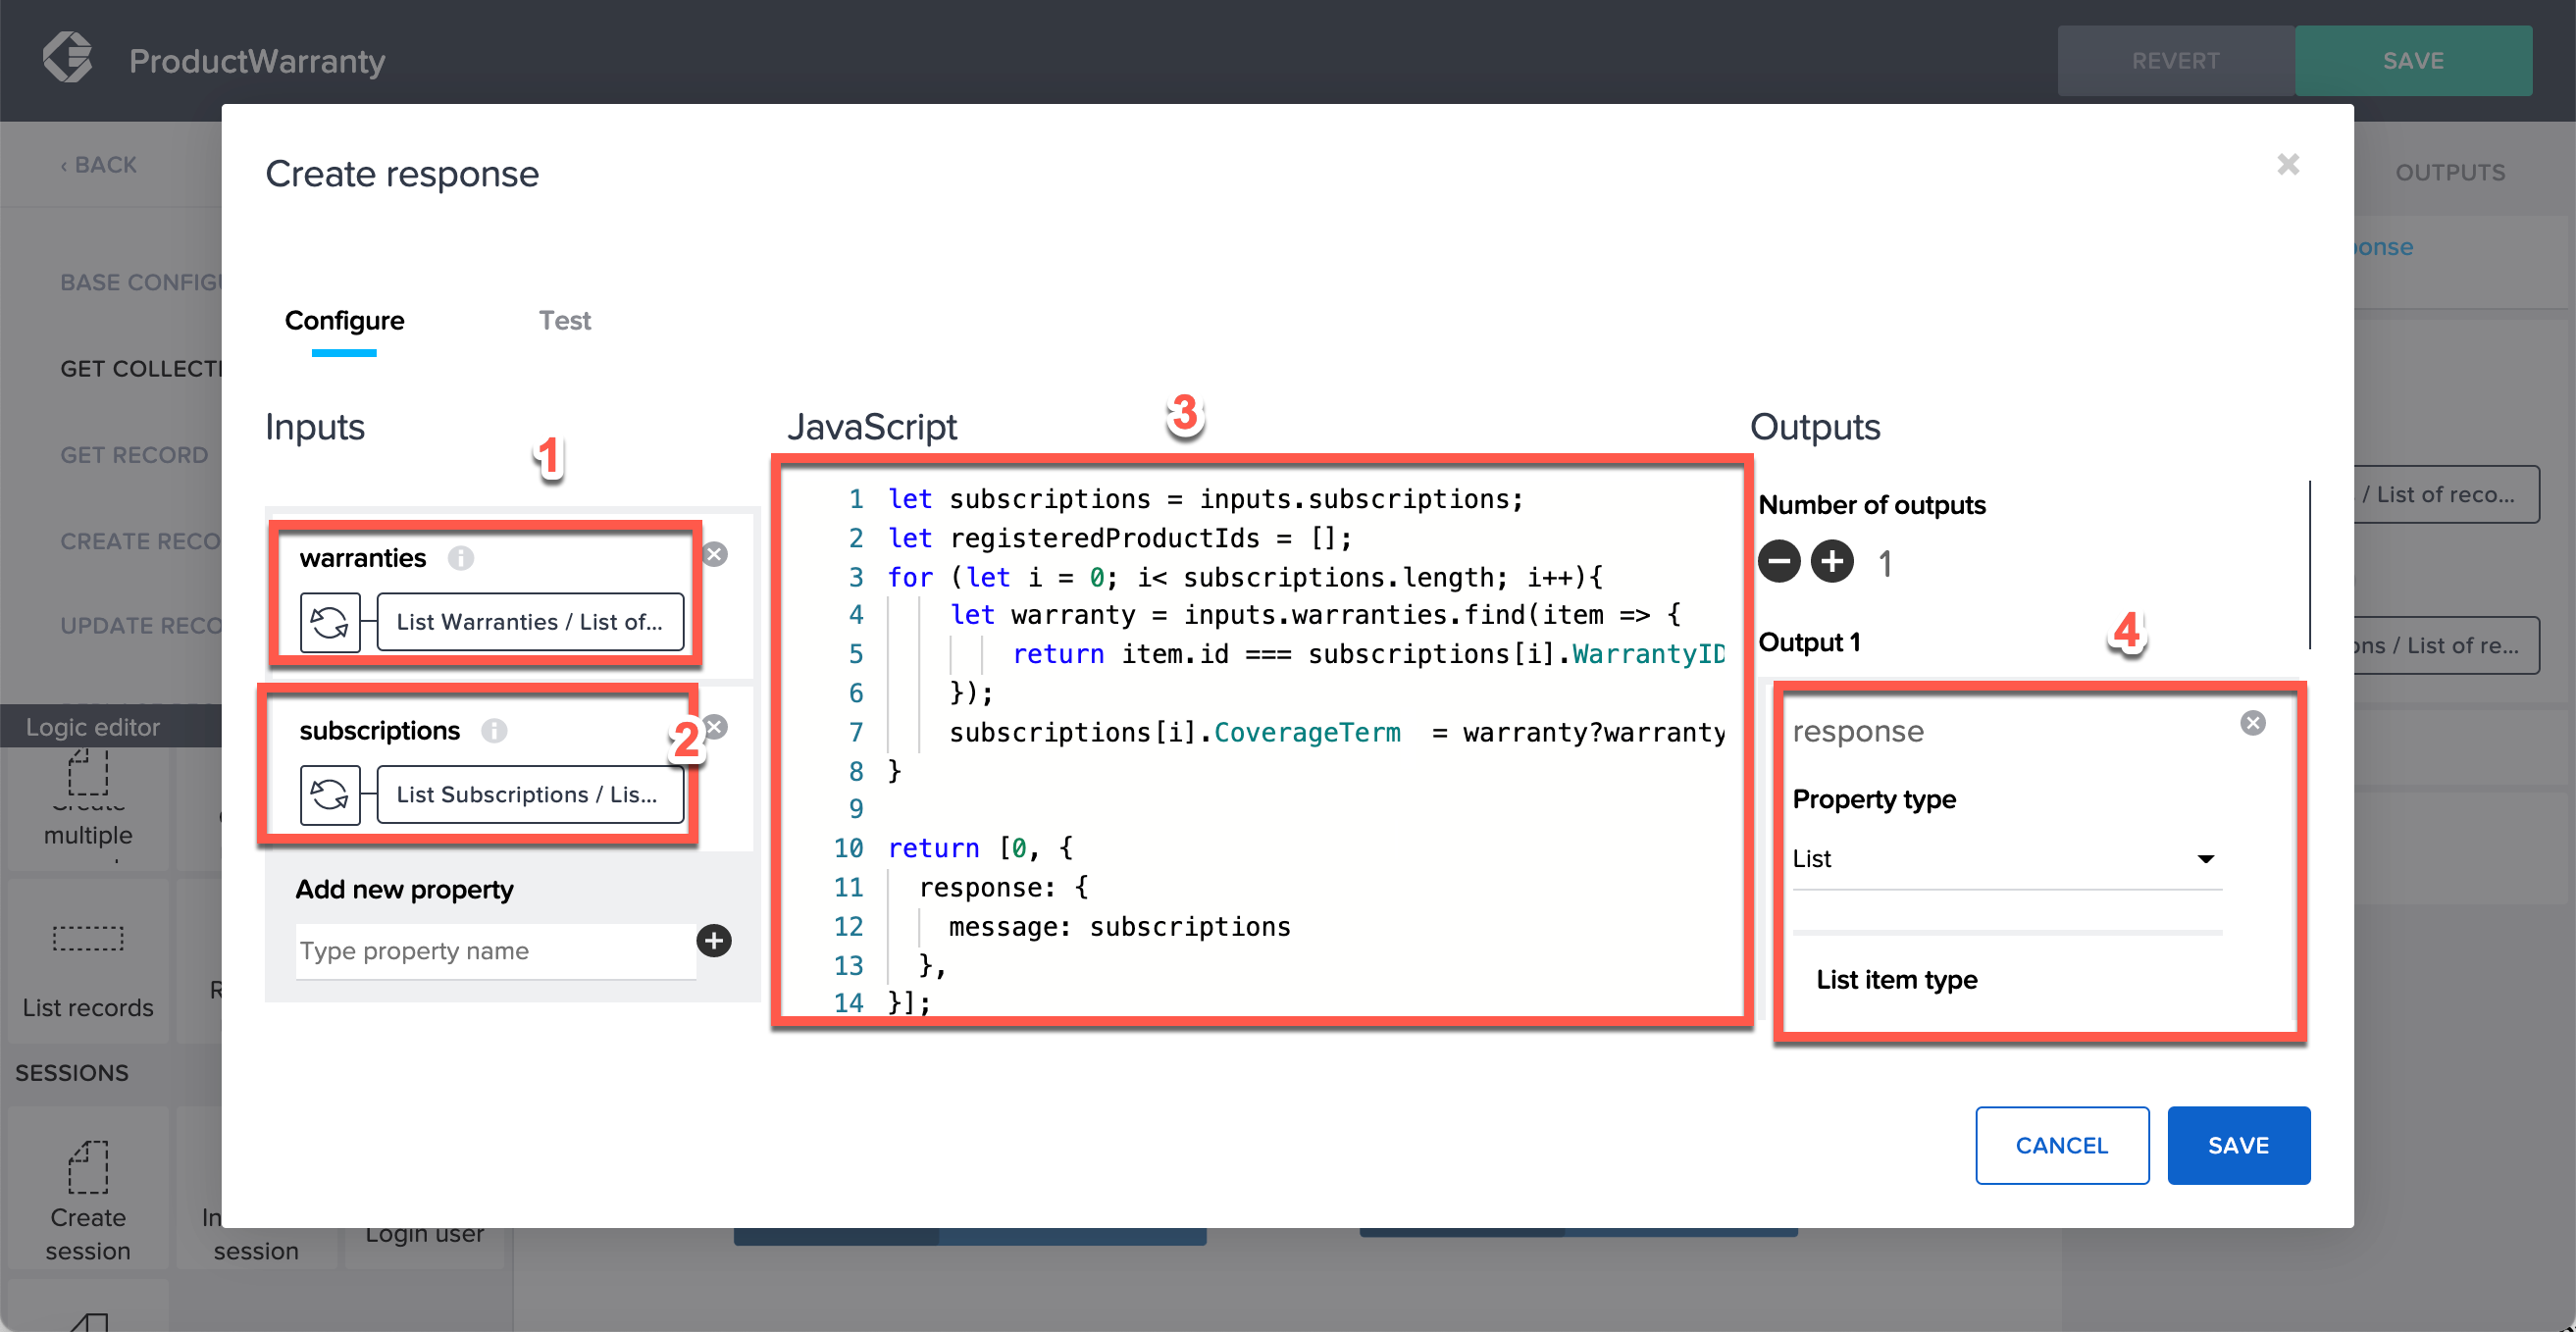 ProductWarranty
REVERT
SAVE
‹ BACK
OUTPUTS
BASE CONFIGU
GET COLLECTI
GET RECORD
CREATE RECO
UPDATE RECO
Logic editor
multiple
List records
SESSIONS
Create
session
session
Login user
ponse
/ List of reco...
ons / List of re...
Create response
Configure
Test
Inputs
1
warranties
List Warranties / List of...
subscriptions
2
List Subscriptions / Lis...
Add new property
Type property name
JavaScript
3
1 let subscriptions = inputs.subscriptions;
2 let registeredProductIds = [];
3 for (let i = 0; i< subscriptions.length; i++){
4 let warranty = inputs.warranties.find(item => {
5 return item.id === subscriptions[i].WarrantyID
6 });
7 subscriptions[i].CoverageTerm  = warranty?warranty
8 }
9
10 return [0, {
11 response: {
12 message: subscriptions
13 },
14 }];
Outputs
Number of outputs
1
Output 1
4
response
Property type
List
List item type
CANCEL
SAVE